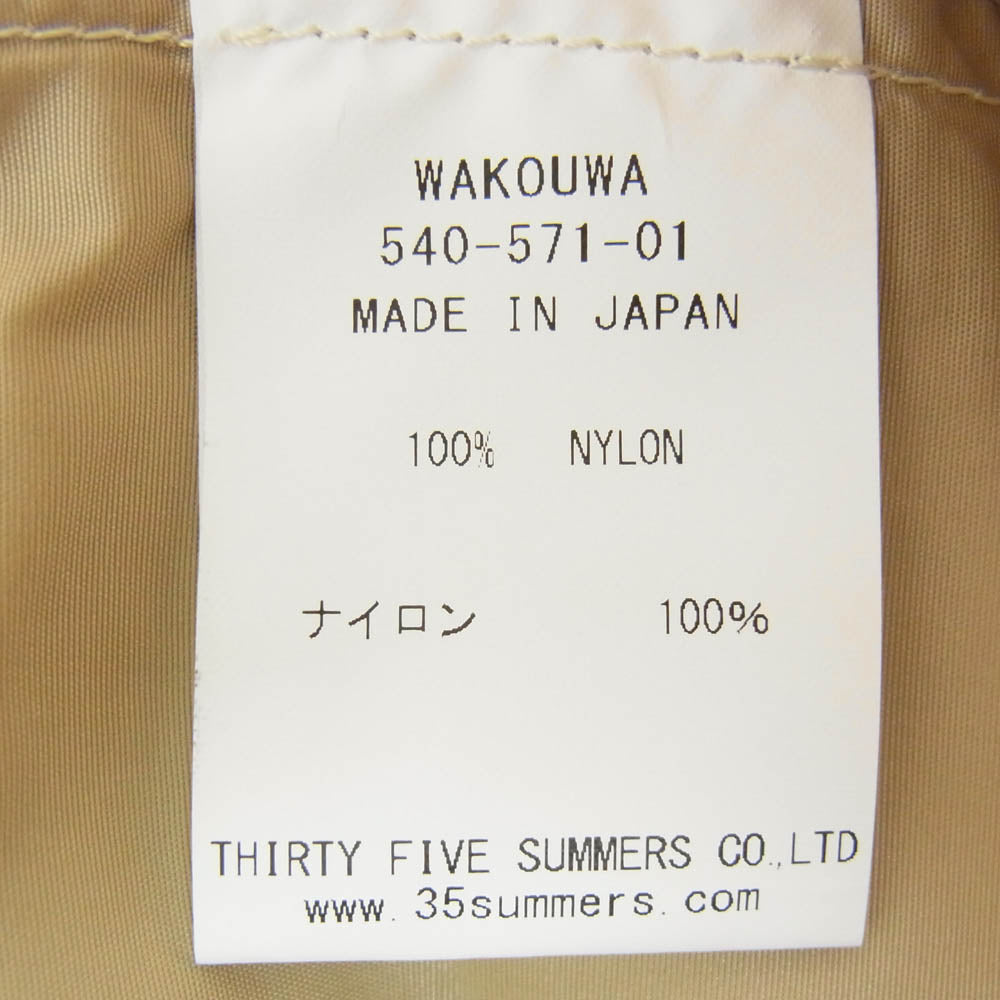 WAKOUWA
540-571-01
MADE IN JAPAN
100% NYLON
ナイロン 100%
THIRTY FIVE SUMMERS CO.,LTD
www.35summers.com